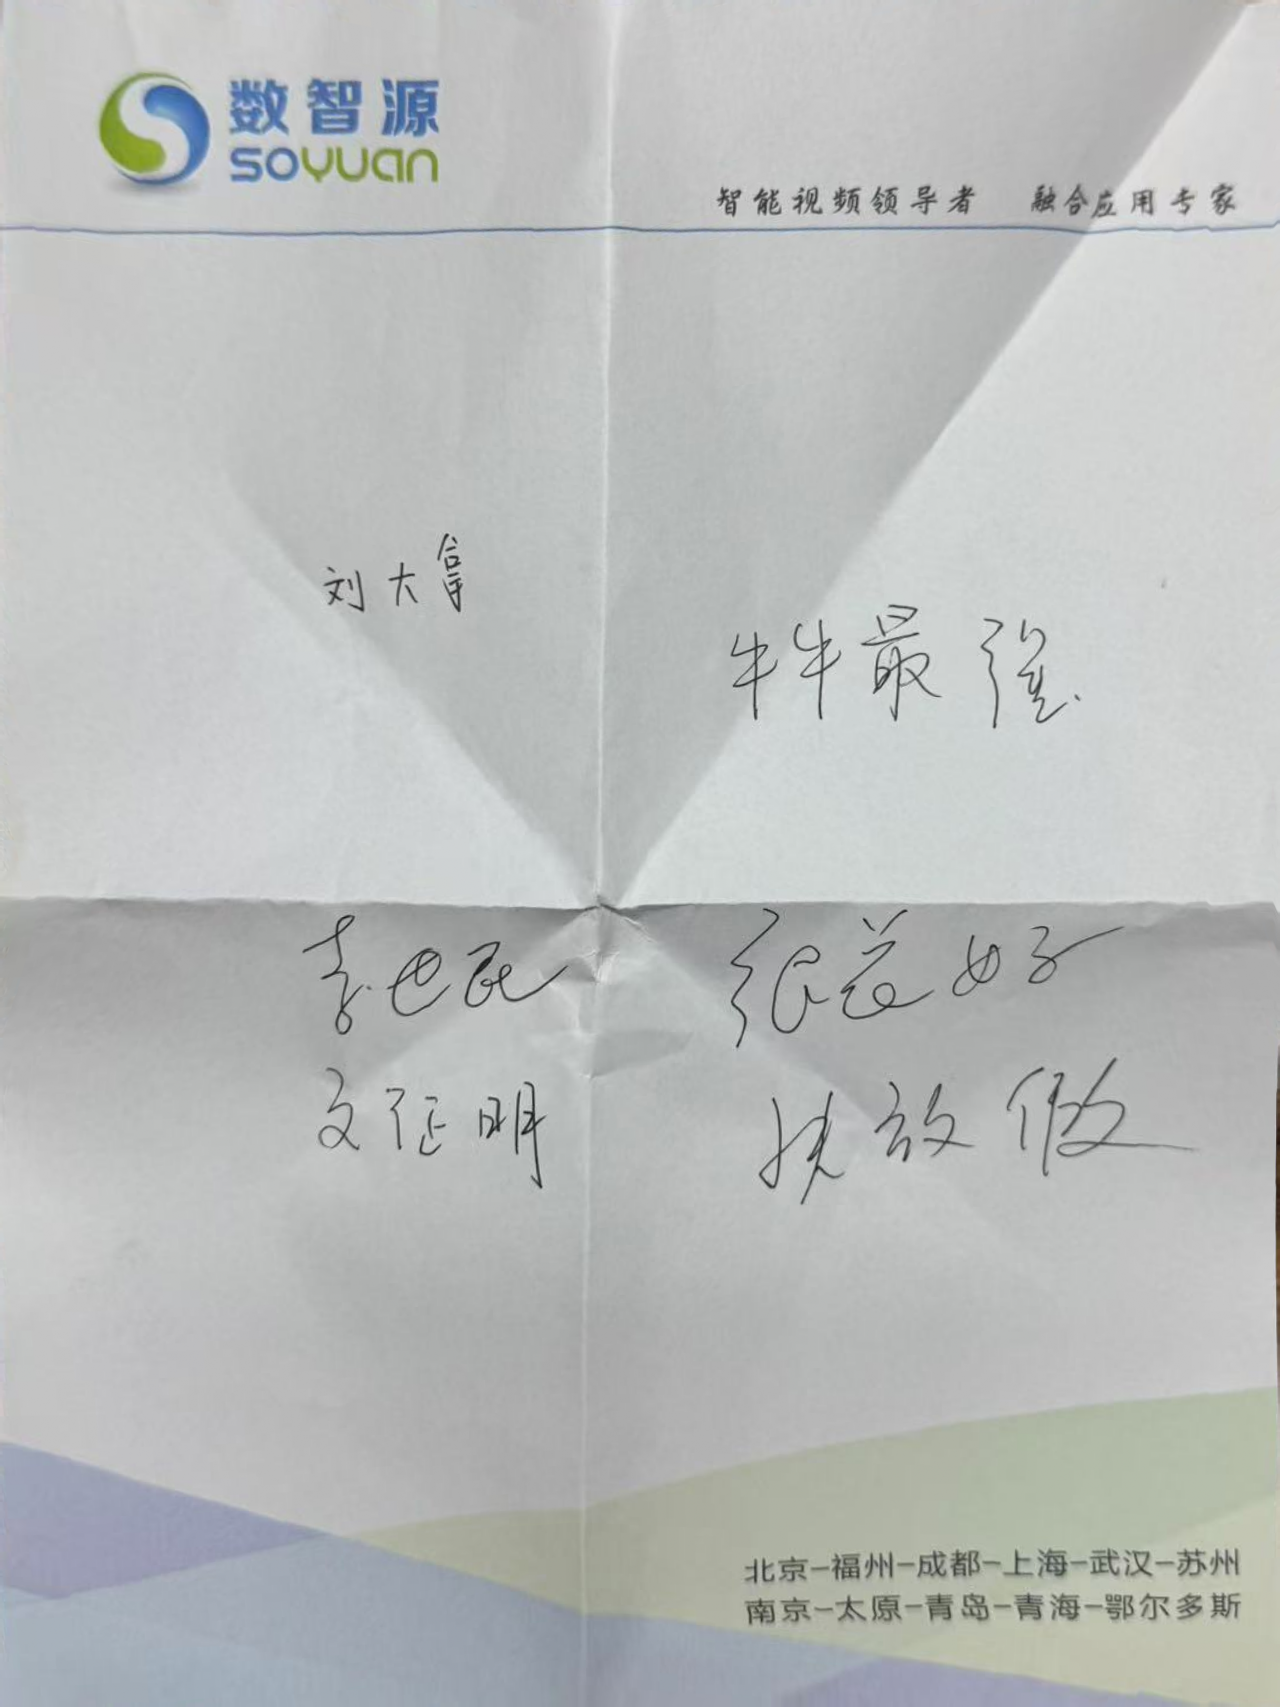 数智源
SOYUAN
智能视频领导者 融合应用专家
刘大拿
牛牛最强
李世民
张益好
文征明
放假
北京-福州-成都-上海-武汉-苏州
南京-太原-青岛-青海-鄂尔多斯